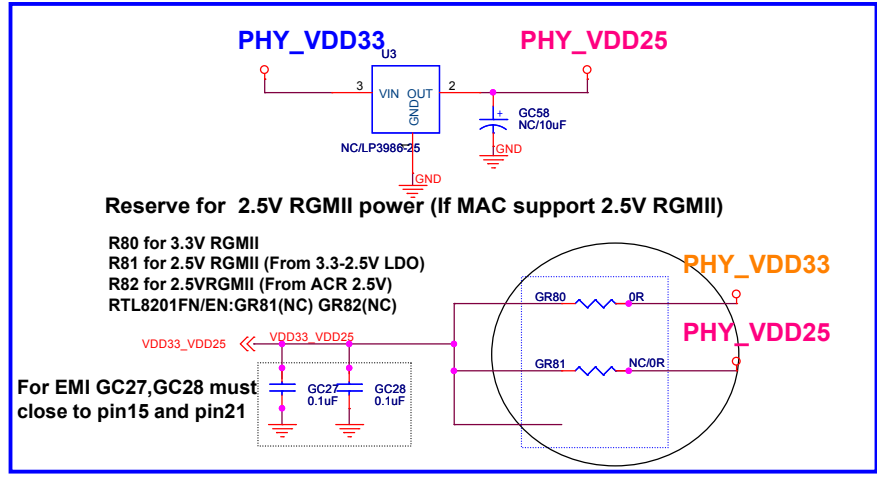 PHY_VDD33
PHY_VDD25
U3
3
VIN OUT
2
GND
GC58
NC/10uF
GND
NC/LP3986-25
GND
Reserve for 2.5V RGMII power (If MAC support 2.5V RGMII)
R80 for 3.3V RGMII
R81 for 2.5V RGMII (From 3.3-2.5V LDO)
R82 for 2.5VRGMII (From ACR 2.5V)
RTL8201FN/EN:GR81(NC) GR82(NC)
PHY_VDD33
GR80
0R
PHY_VDD25
VDD33_VDD25
VDD33_VDD25
GR81
NC/0R
For EMI GC27,GC28 must
close to pin15 and pin21
GC27
0.1uF
GC28
0.1uF